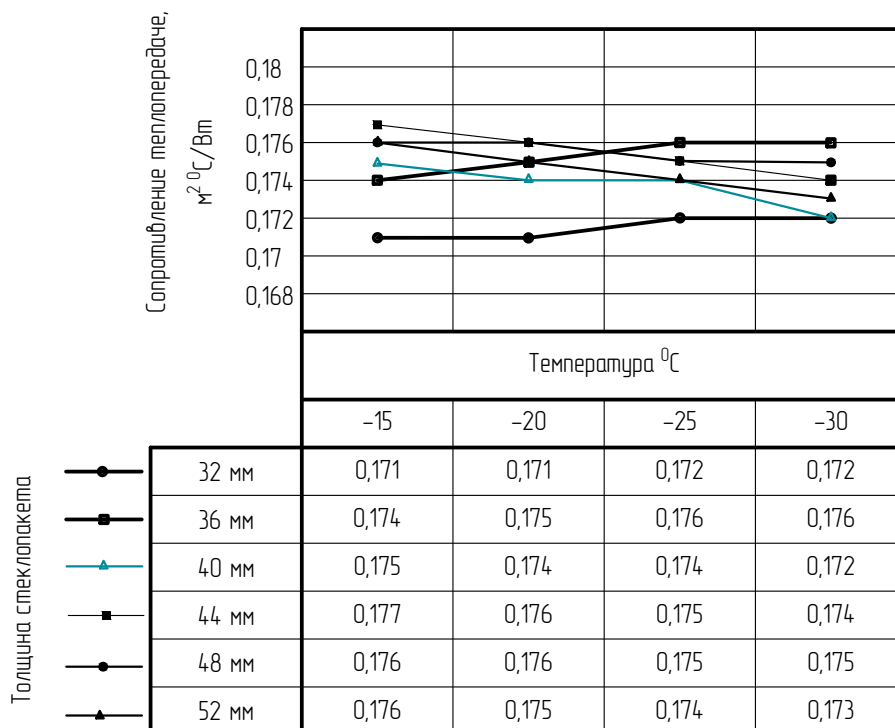 Сопротивление теплопередаче,
м² ⁰С/Вт
0,18
0,178
0,176
0,174
0,172
0,17
0,168
Температура ⁰С
–15 –20 –25 –30
Толщина стеклопакета
32 мм 0,171 0,171 0,172 0,172
36 мм 0,174 0,175 0,176 0,176
40 мм 0,175 0,174 0,174 0,172
44 мм 0,177 0,176 0,175 0,174
48 мм 0,176 0,176 0,175 0,175
52 мм 0,176 0,175 0,174 0,173